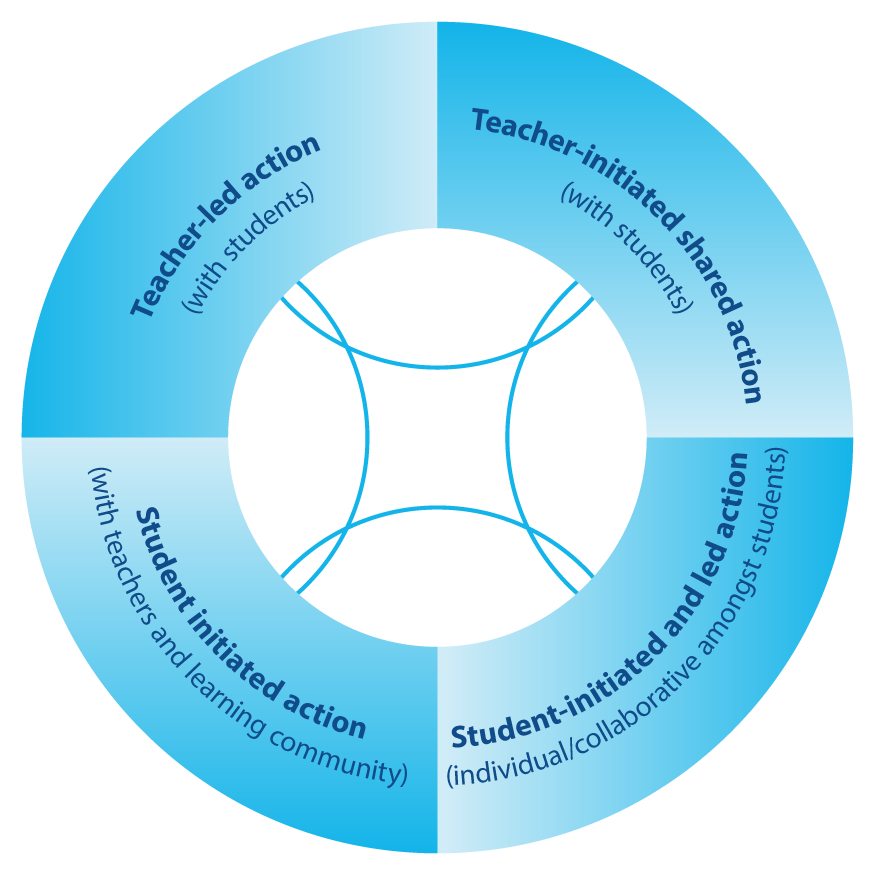 Teacher-led action
(with students)
Teacher-initiated shared action
(with students)
Student-initiated and led action
(individual/collaborative amongst students)
Student initiated action
(with teachers and learning community)